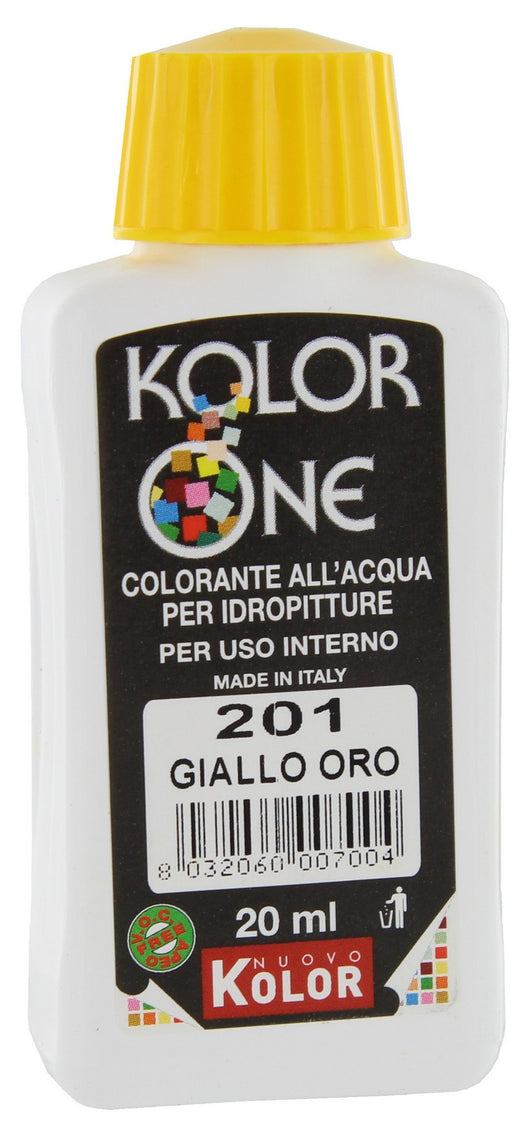 KOLOR
ONE
COLORANTE ALL'ACQUA
PER IDROPITTURE
PER USO INTERNO
MADE IN ITALY
201
GIALLO ORO
8 032060 007004
V.O.C.
FREE
APEO
20 ml
NUOVO
KOLOR